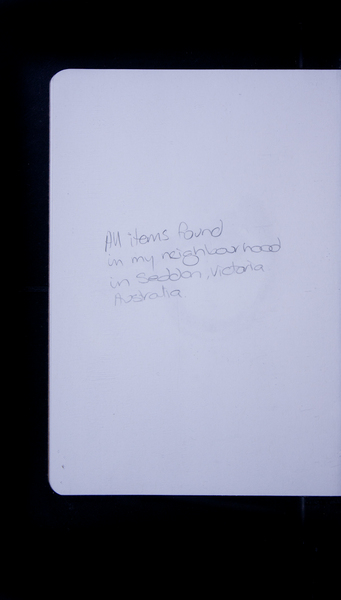 All items found
in my neighbourhood
in Seddon, Victoria
Australia